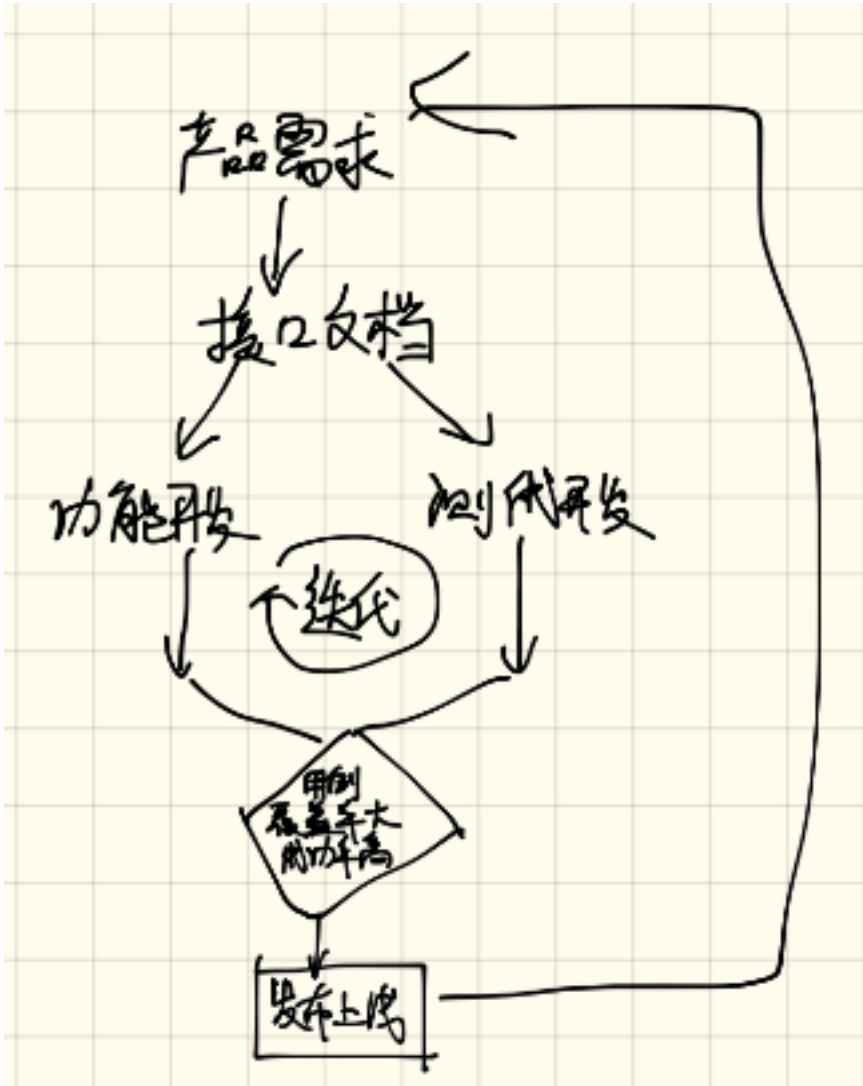 产品需求
接口文档
功能开发
测试开发
迭代
用例
覆盖率大
成功率高
发布上线